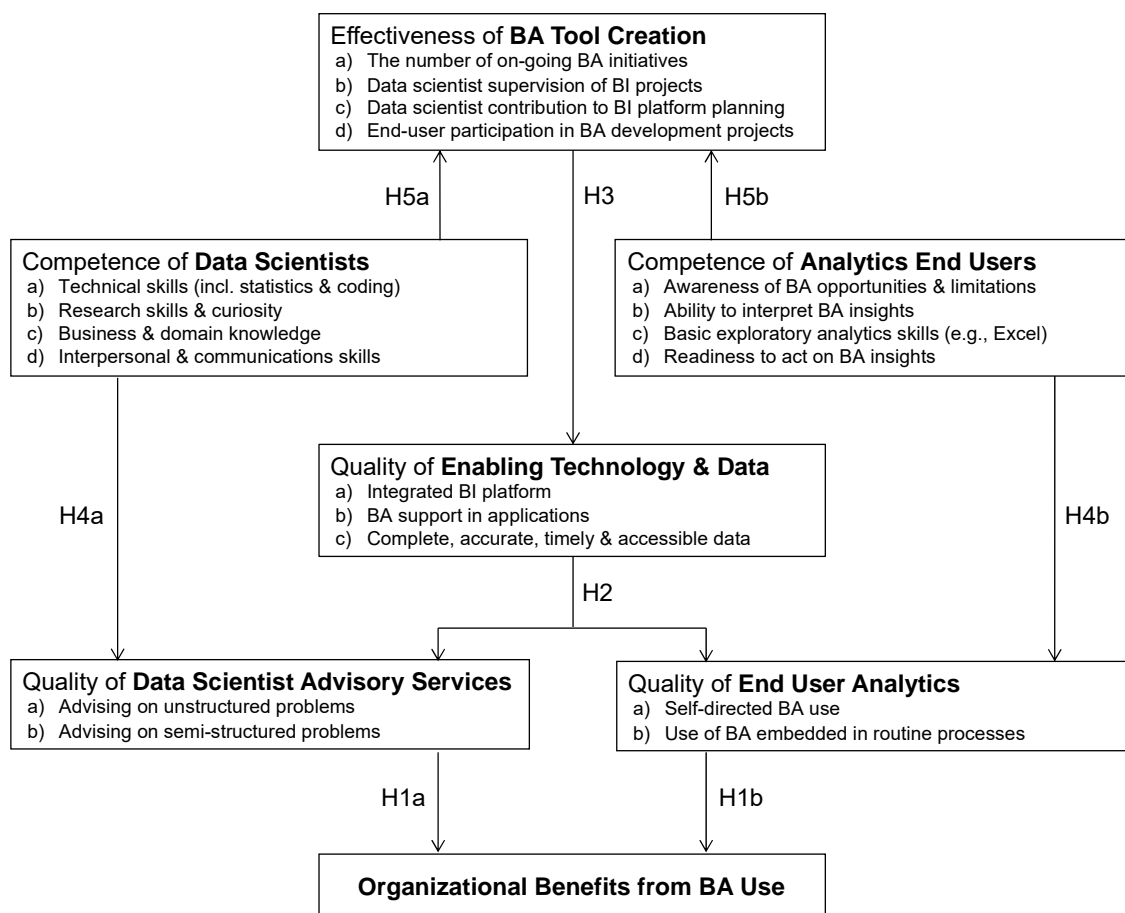 Effectiveness of BA Tool Creation
a) The number of on-going BA initiatives
b) Data scientist supervision of BI projects
c) Data scientist contribution to BI platform planning
d) End-user participation in BA development projects
H5a
H3
H5b
Competence of Data Scientists
a) Technical skills (incl. statistics & coding)
b) Research skills & curiosity
c) Business & domain knowledge
d) Interpersonal & communications skills
Competence of Analytics End Users
a) Awareness of BA opportunities & limitations
b) Ability to interpret BA insights
c) Basic exploratory analytics skills (e.g., Excel)
d) Readiness to act on BA insights
H4a
Quality of Enabling Technology & Data
a) Integrated BI platform
b) BA support in applications
c) Complete, accurate, timely & accessible data
H4b
H2
Quality of Data Scientist Advisory Services
a) Advising on unstructured problems
b) Advising on semi-structured problems
Quality of End User Analytics
a) Self-directed BA use
b) Use of BA embedded in routine processes
H1a
H1b
Organizational Benefits from BA Use